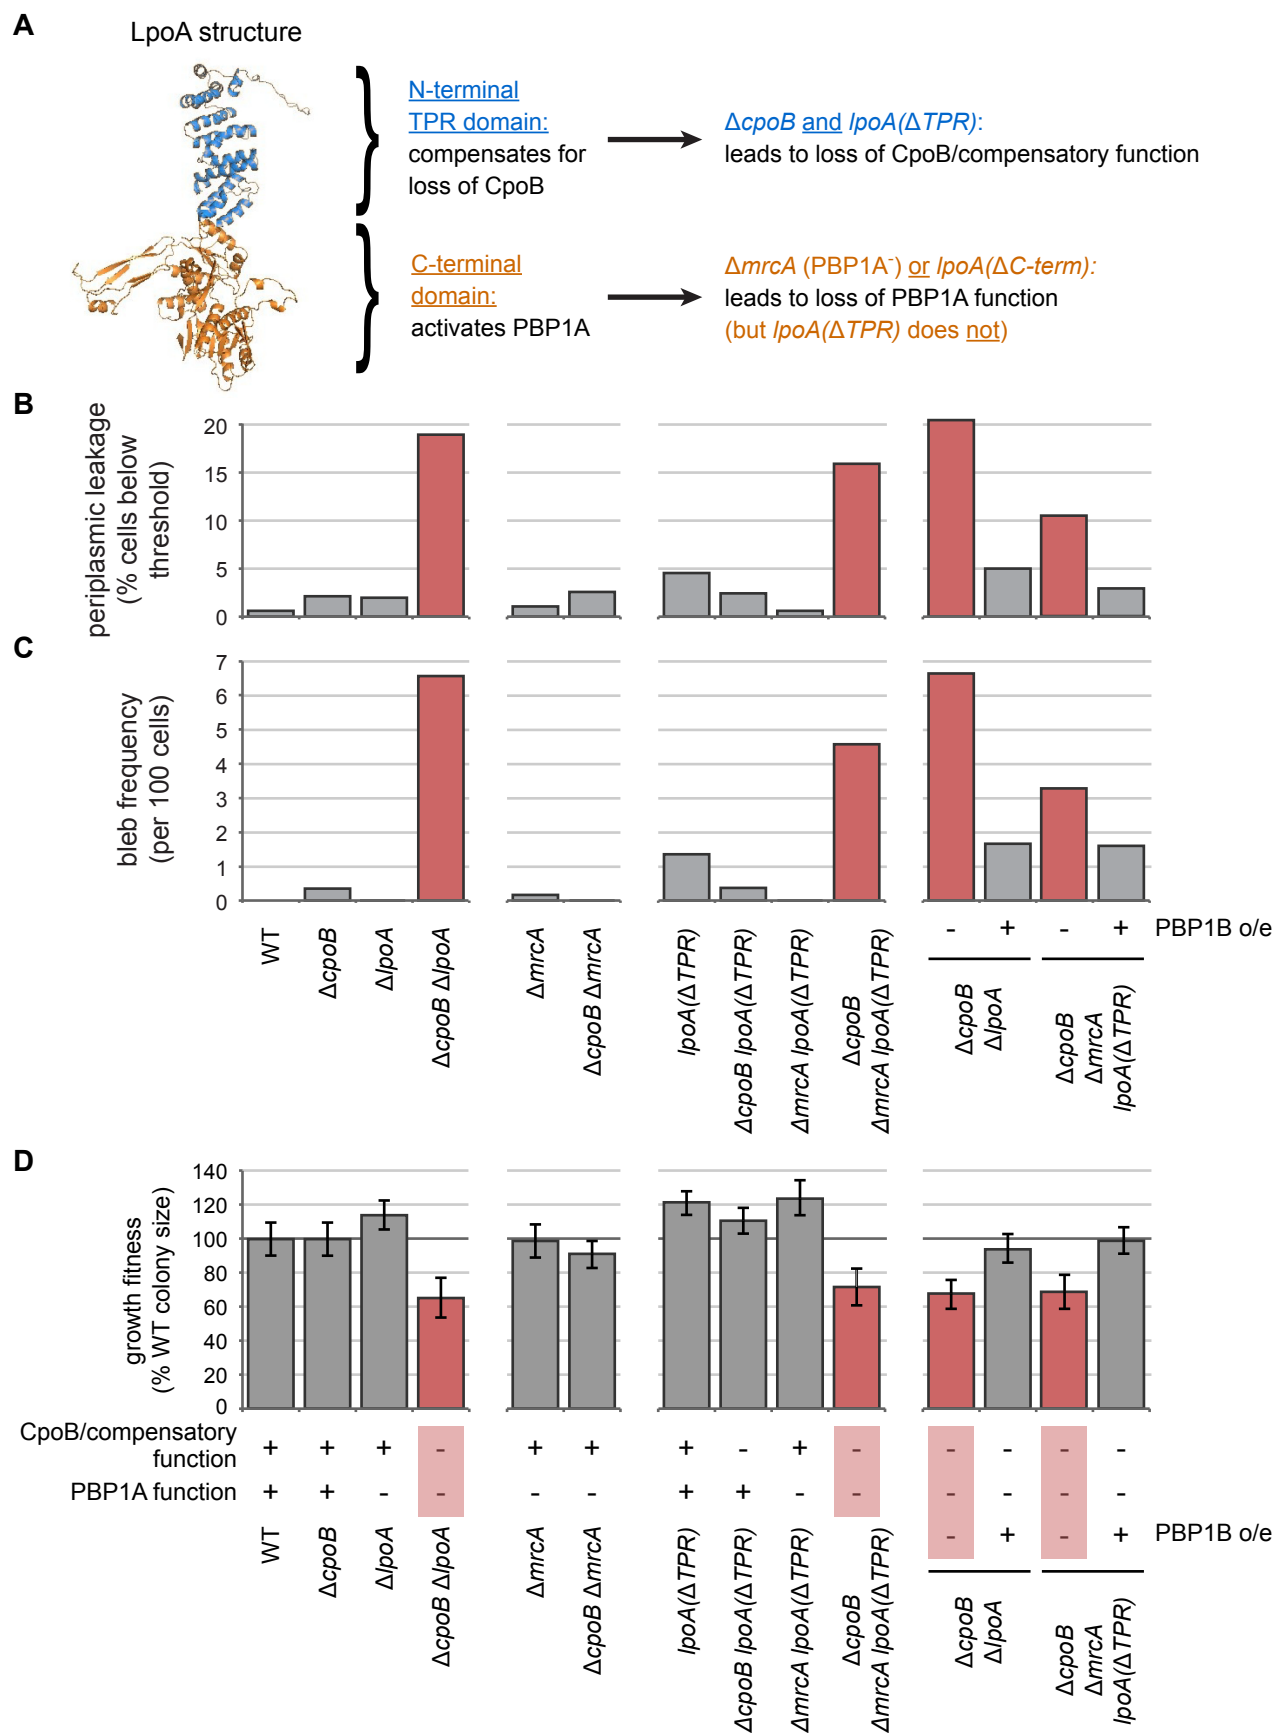 A
LpoA structure
N-terminal
TPR domain:
compensates for
loss of CpoB
ΔcpoB and lpoA(ΔTPR):
leads to loss of CpoB/compensatory function
C-terminal
domain:
activates PBP1A
ΔmrcA (PBP1A⁻) or lpoA(ΔC-term):
leads to loss of PBP1A function
(but lpoA(ΔTPR) does not)
B
periplasmic leakage
(% cells below
threshold)
20
15
10
5
0
C
bleb frequency
(per 100 cells)
7
6
5
4
3
2
1
0
- + - + PBP1B o/e
WT
ΔcpoB
ΔlpoA
ΔcpoB ΔlpoA
ΔmrcA
ΔcpoB ΔmrcA
lpoA(ΔTPR)
ΔcpoB lpoA(ΔTPR)
ΔmrcA lpoA(ΔTPR)
ΔcpoB
ΔmrcA lpoA(ΔTPR)
ΔcpoB
ΔlpoA
ΔcpoB
ΔmrcA
lpoA(ΔTPR)
D
growth fitness
(% WT colony size)
140
120
100
80
60
40
20
0
CpoB/compensatory
function + + + - + + + - + - - - - -
PBP1A function + + - - - - + + - - - - - -
- + - + PBP1B o/e
WT
ΔcpoB
ΔlpoA
ΔcpoB ΔlpoA
ΔmrcA
ΔcpoB ΔmrcA
lpoA(ΔTPR)
ΔcpoB lpoA(ΔTPR)
ΔmrcA lpoA(ΔTPR)
ΔcpoB
ΔmrcA lpoA(ΔTPR)
ΔcpoB
ΔlpoA
ΔcpoB
ΔmrcA
lpoA(ΔTPR)